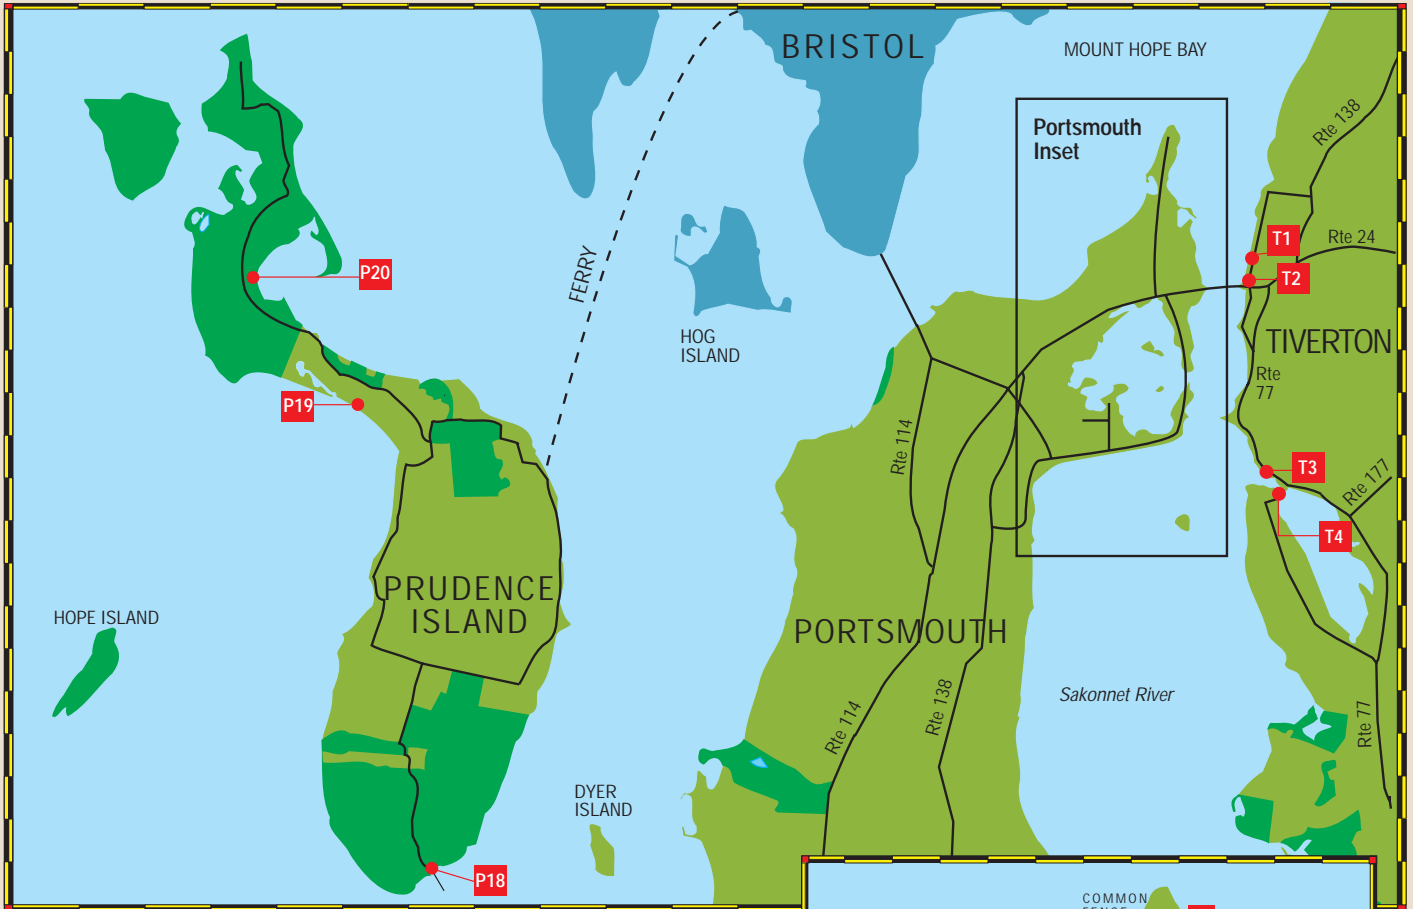 BRISTOL
MOUNT HOPE BAY
Portsmouth
Inset
Rte 138
T1
Rte 24
T2
P20
FERRY
HOG
ISLAND
TIVERTON
Rte
77
P19
Rte 114
T3
Rte 177
T4
PRUDENCE
ISLAND
HOPE ISLAND
PORTSMOUTH
Sakonnet River
Rte 114
Rte 138
Rte 77
DYER
ISLAND
P18
COMMON
FENCE